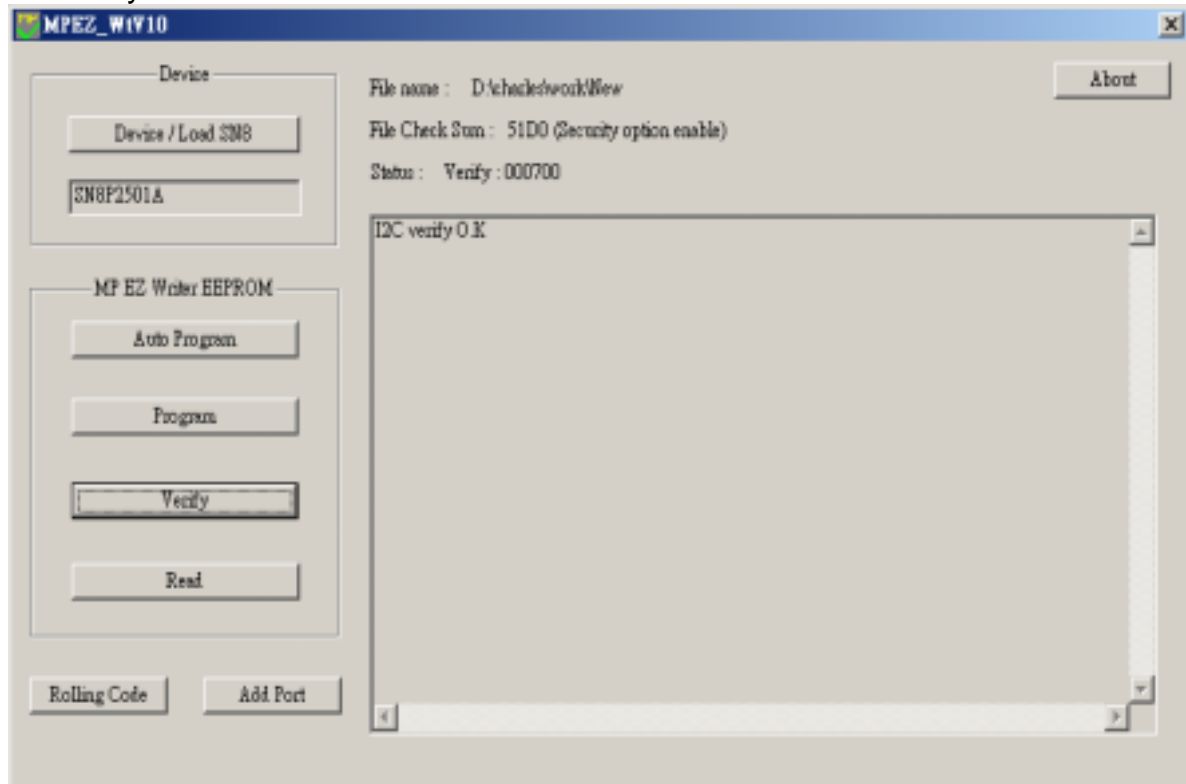 MPEZ_WtV10
Device
Device / Load SN8
SN8P2501A
File name : D:\charles\work\New
File Check Sum : 51D0 (Security option enable)
Status : Verify : 000700
About
I2C verify O.K
MP EZ Writer EEPROM
Auto Program
Program
Verify
Read
Rolling Code
Add Port